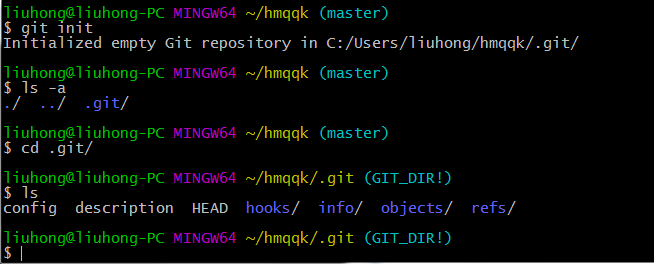 liuhong@liuhong-PC MINGW64 ~/hmqqk (master)
$ git init
Initialized empty Git repository in C:/Users/liuhong/hmqqk/.git/
liuhong@liuhong-PC MINGW64 ~/hmqqk (master)
$ ls -a
./ ../ .git/
liuhong@liuhong-PC MINGW64 ~/hmqqk (master)
$ cd .git/
liuhong@liuhong-PC MINGW64 ~/hmqqk/.git (GIT_DIR!)
$ ls
config description HEAD hooks/ info/ objects/ refs/
liuhong@liuhong-PC MINGW64 ~/hmqqk/.git (GIT_DIR!)
$